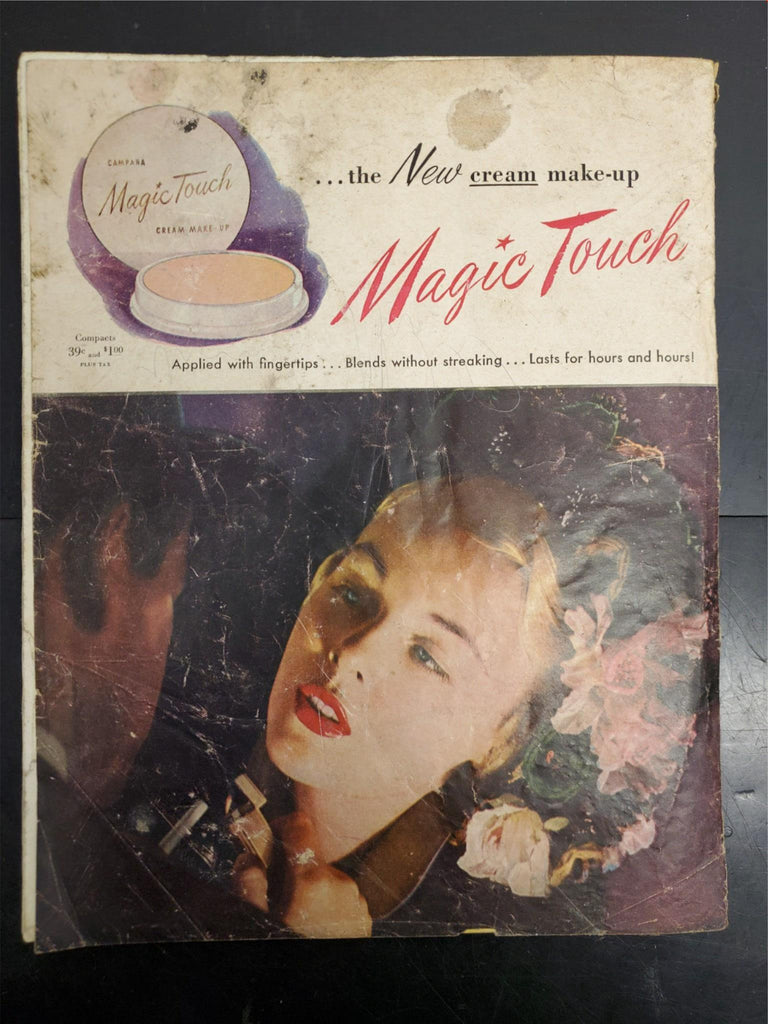 CAMPANA
Magic Touch
CREAM MAKE-UP
...the New cream make-up
Magic Touch
Compacts
39c and $1.00
PLUS TAX
Applied with fingertips... Blends without streaking... Lasts for hours and hours!